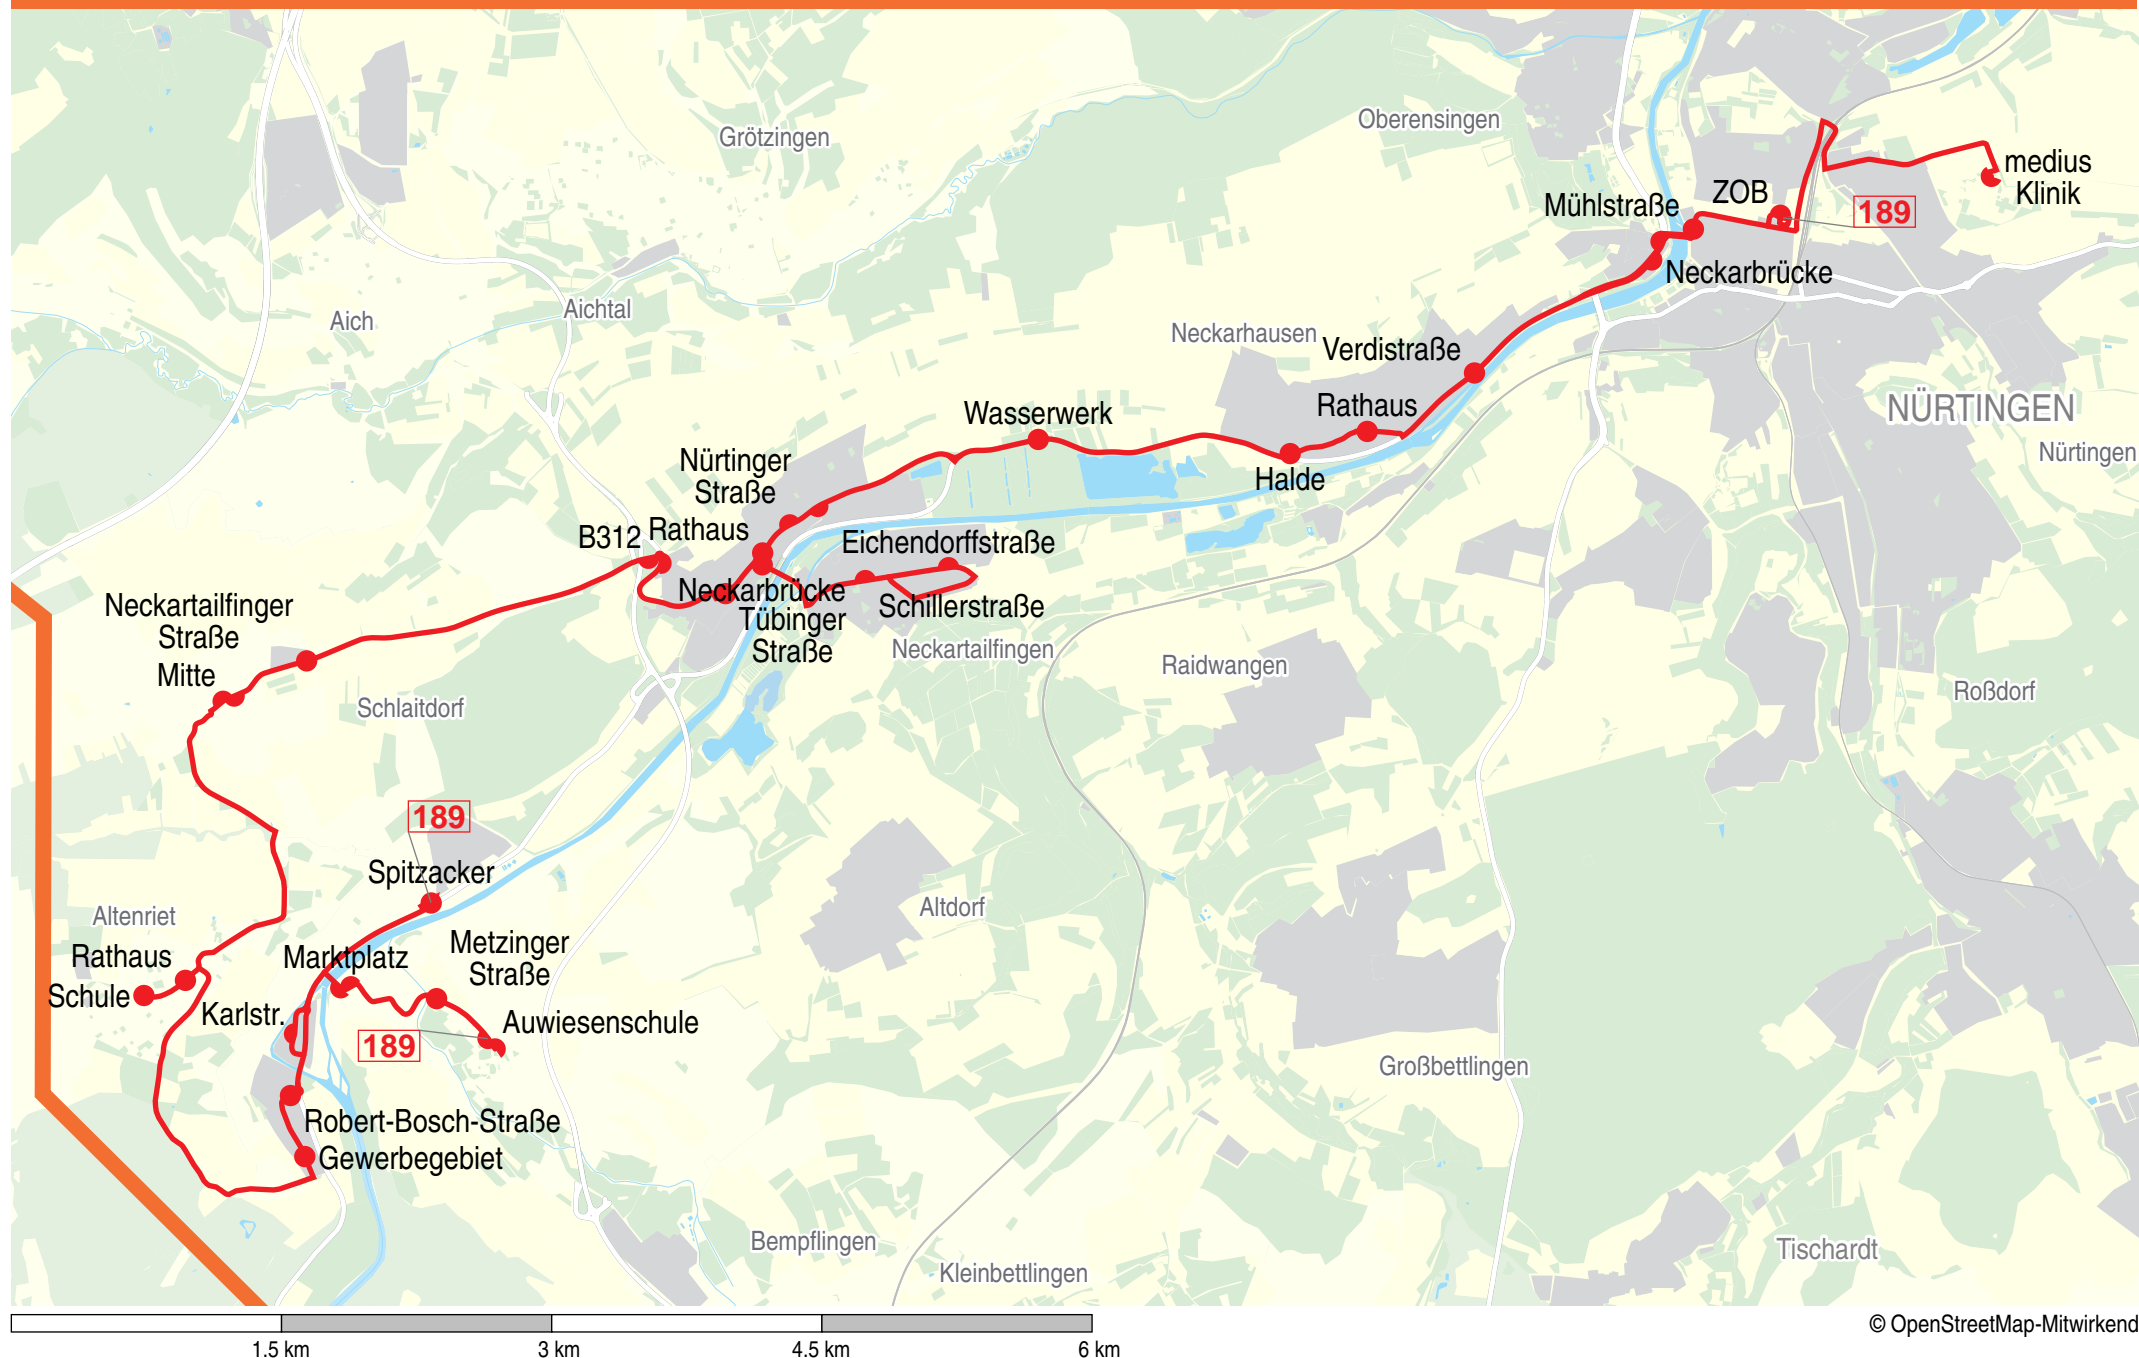 Grötzingen
Oberensingen
medius
Klinik
ZOB
Mühlstraße
189
Neckarbrücke
Aich
Aichtal
Neckarhausen
Verdistraße
NÜRTINGEN
Nürtingen
Wasserwerk
Rathaus
Halde
Nürtinger
Straße
B312
Rathaus
Eichendorffstraße
Neckarbrücke
Tübinger
Straße
Schillerstraße
Neckartailfingen
Neckartailfinger
Straße
Mitte
Schlaitdorf
Raidwangen
Roßdorf
189
Spitzacker
Altenriet
Altdorf
Rathaus
Schule
Marktplatz
Metzinger
Straße
Karlstr.
Auwiesenschule
189
Großbettlingen
Robert-Bosch-Straße
Gewerbegebiet
Bempflingen
Kleinbettlingen
Tischardt
© OpenStreetMap-Mitwirkend
1.5 km
3 km
4.5 km
6 km